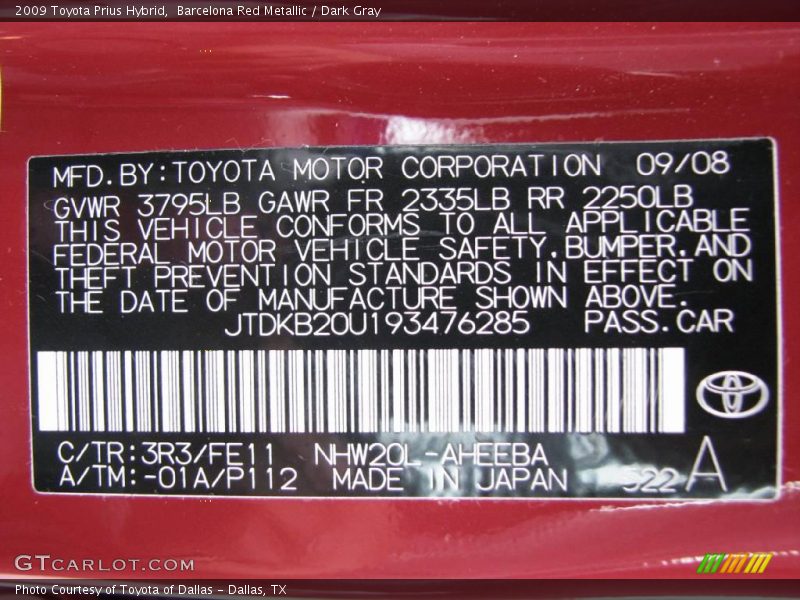 2009 Toyota Prius Hybrid,  Barcelona Red Metallic / Dark Gray
MFD.BY:TOYOTA MOTOR CORPORATION 09/08
GVWR 3795LB GAWR FR 2335LB RR 2250LB
THIS VEHICLE CONFORMS TO ALL APPLICABLE
FEDERAL MOTOR VEHICLE SAFETY,BUMPER,AND
THEFT PREVENTION STANDARDS IN EFFECT ON
THE DATE OF MANUFACTURE SHOWN ABOVE.
JTDKB20U193476285 PASS.CAR
C/TR:3R3/FE11 NHW20L-AHEEBA
A/TM:-01A/P112 MADE IN JAPAN 522 A
GTCARLOT.COM
Photo Courtesy of Toyota of Dallas - Dallas, TX